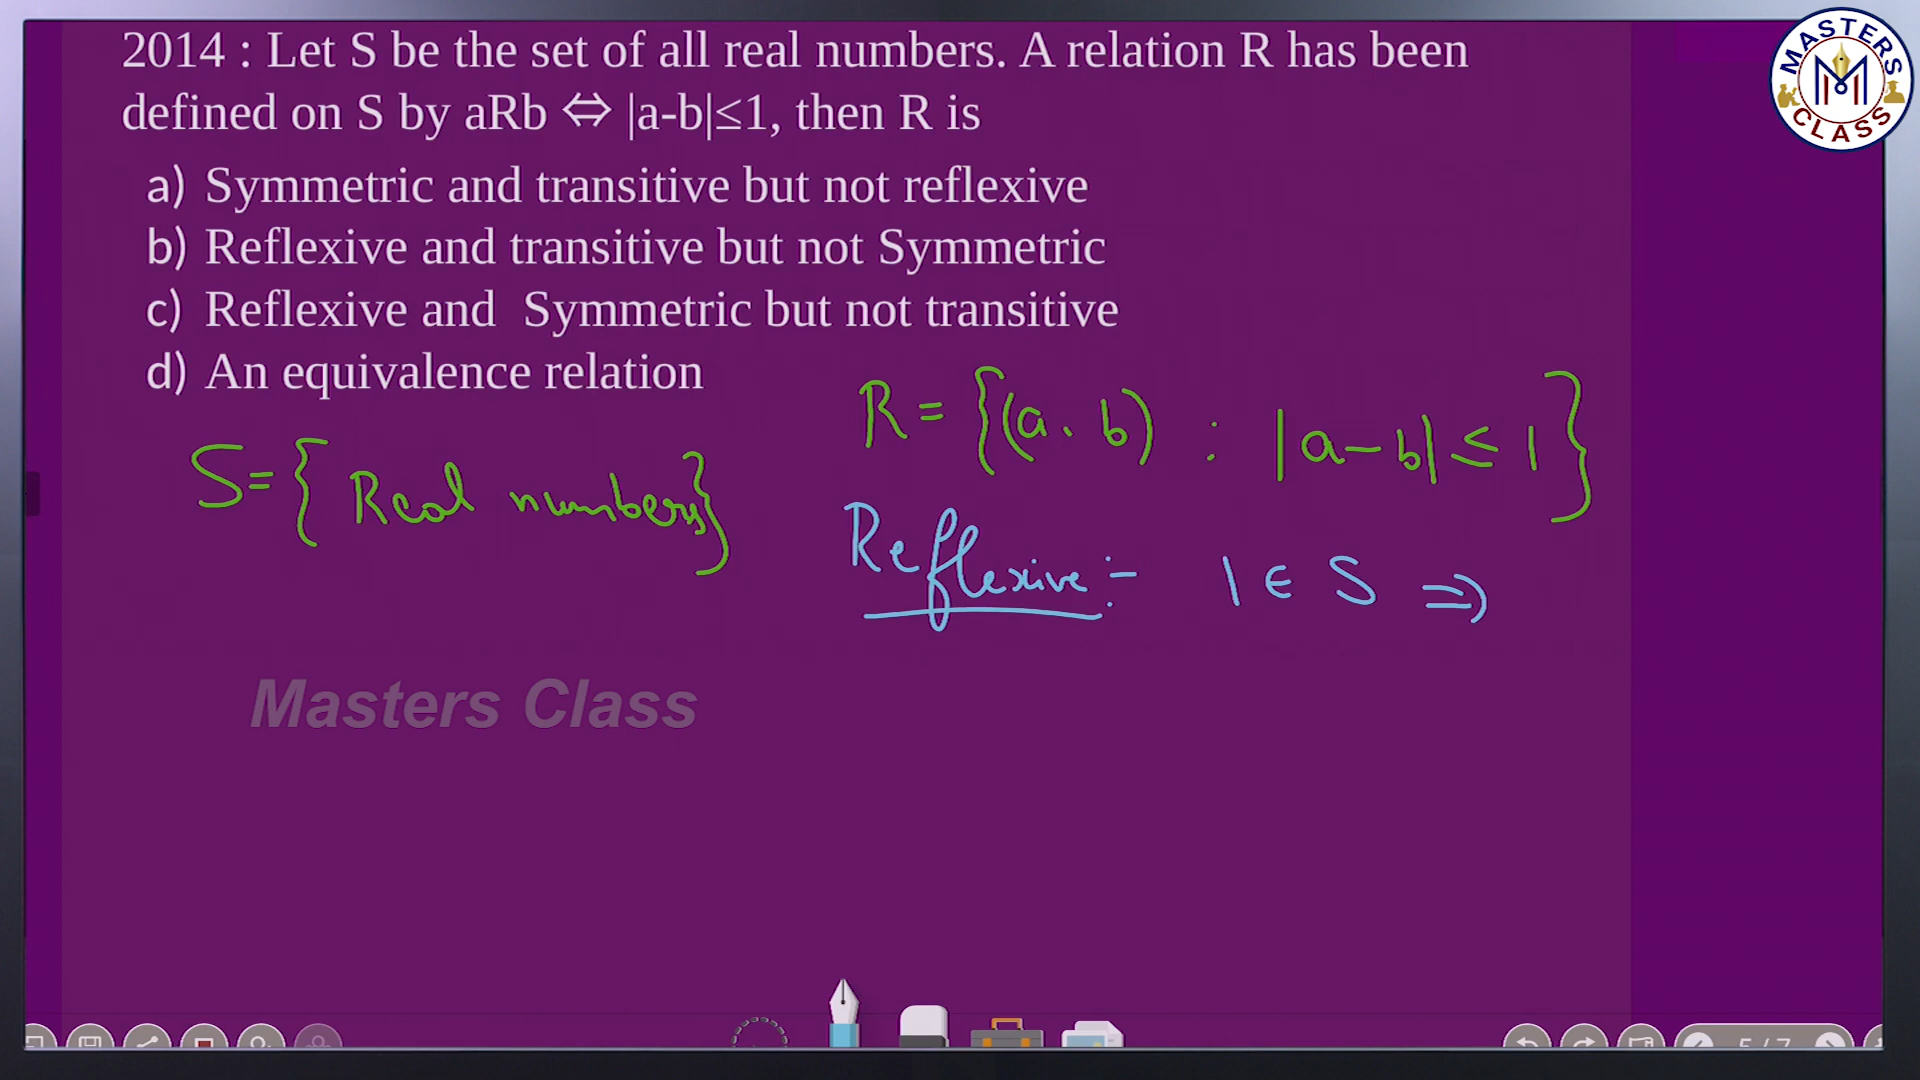 2014 : Let S be the set of all real numbers. A relation R has been
defined on S by aRb ⇔ |a-b|≤1, then R is
a) Symmetric and transitive but not reflexive
b) Reflexive and transitive but not Symmetric
c) Reflexive and Symmetric but not transitive
d) An equivalence relation
R = {(a, b) : |a-b| ≤ 1}
S = { Real numbers}
Reflexive :- 1 ∈ S ⇒
Masters Class
MASTERS
M
CLASS
5 / 7